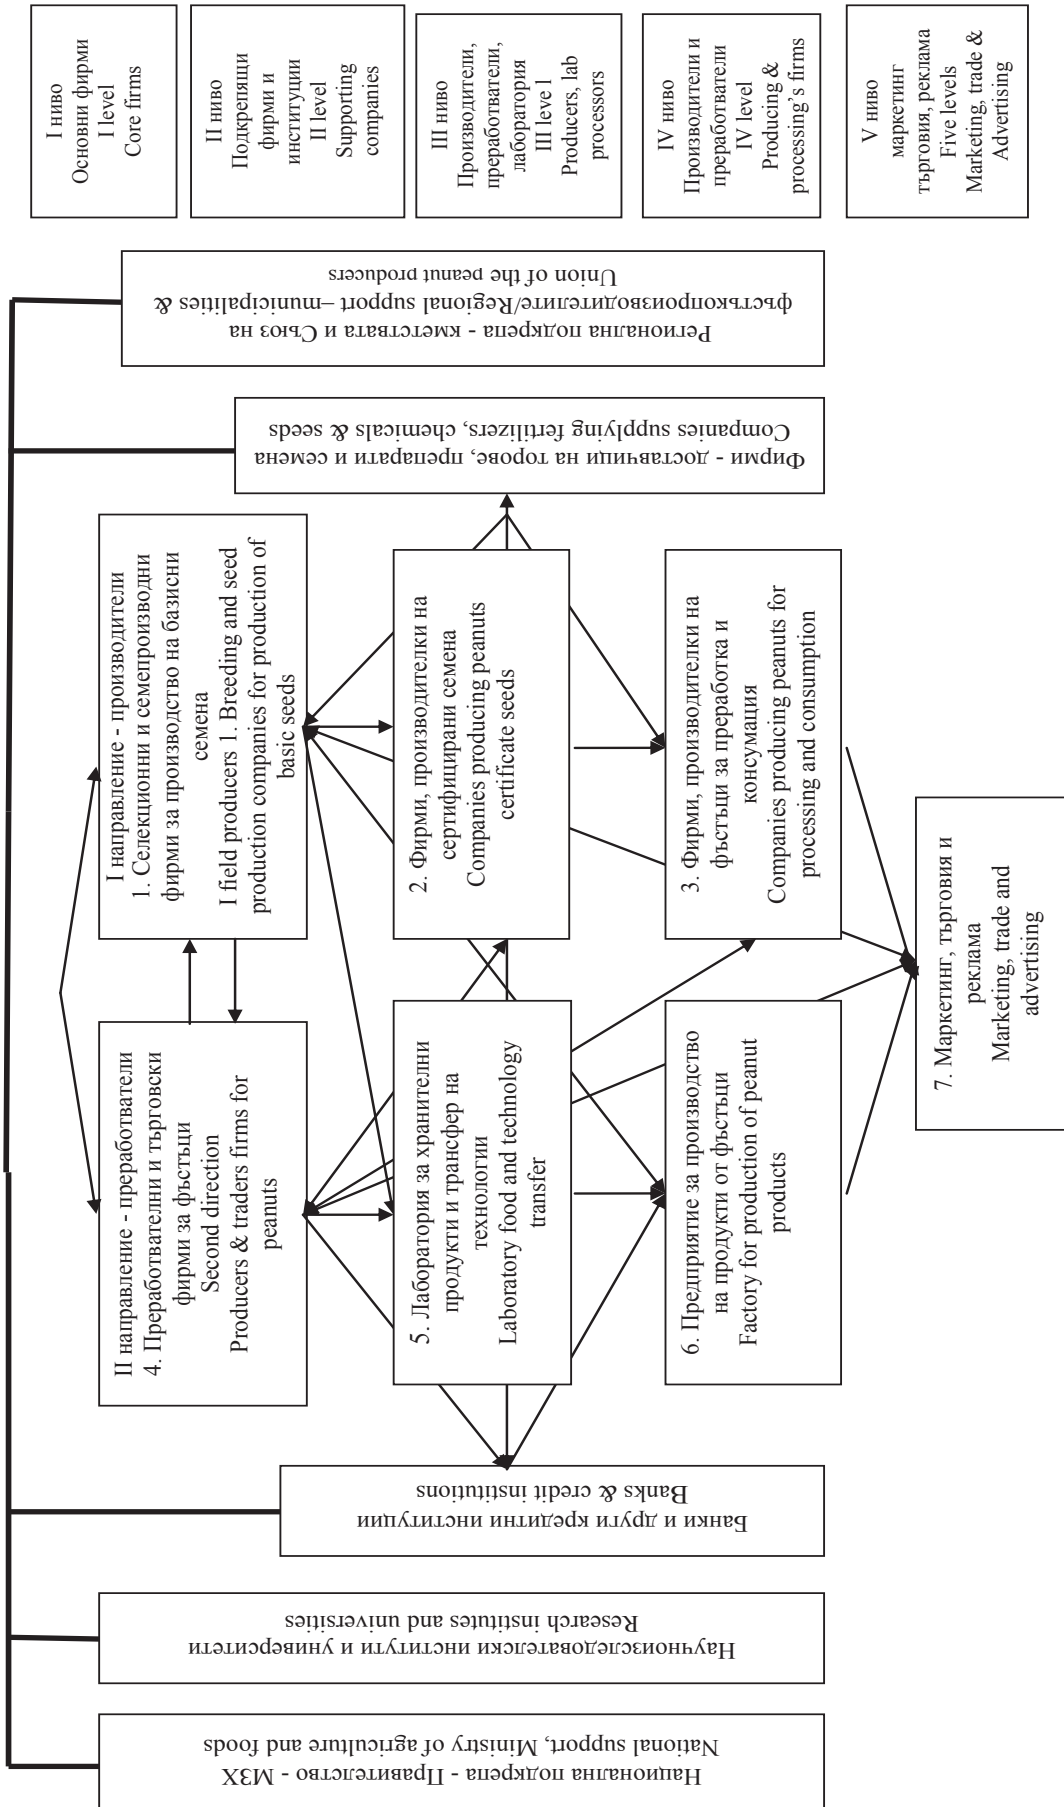 I ниво
Основни фирми
I level
Core firms
II ниво
Подкрепящи
фирми и
институции
II level
Supporting
companies
III ниво
Производители,
преработватели,
лаборатория
III leve l
Producers, lab
processors
IV ниво
Производители и
преработватели
IV level
Producing &
processing’s firms
V ниво
маркетинг
търговия, реклама
Five levels
Marketing, trade &
Advertising
Регионална подкрепа - кметствата и Съюз на
фъстъкопроизводителите/Regional support –municipalities &
Union of the peanut producers
Фирми - доставчици на торове, препарати и семена
Companies supplying fertilizers, chemicals & seeds
I направление - производители
1. Селекционни и семепроизводни
фирми за производство на базисни
семена
I field producers 1. Breeding and seed
production companies for production of
basic seeds
2. Фирми, производителки на
сертифицирани семена
Companies producing peanuts
certificate seeds
3. Фирми, производителки на
фъстъци за преработка и
консумация
Companies producing peanuts for
processing and consumption
II направление - преработватели
4. Преработвателни и търговски
фирми за фъстъци
Second direction
Producers & traders firms for
peanuts
5. Лаборатория за хранителни
продукти и трансфер на
технологии
Laboratory food and technology
transfer
6. Предприятие за производство
на продукти от фъстъци
Factory for production of peanut
products
7. Маркетинг, търговия и
реклама
Marketing, trade and
advertising
Банки и други кредитни институции
Banks & credit institutions
Научноизследователски институти и университети
Research institutes and universities
Национална подкрепа - Правителство - МЗХ
National support, Ministry of agriculture and foods